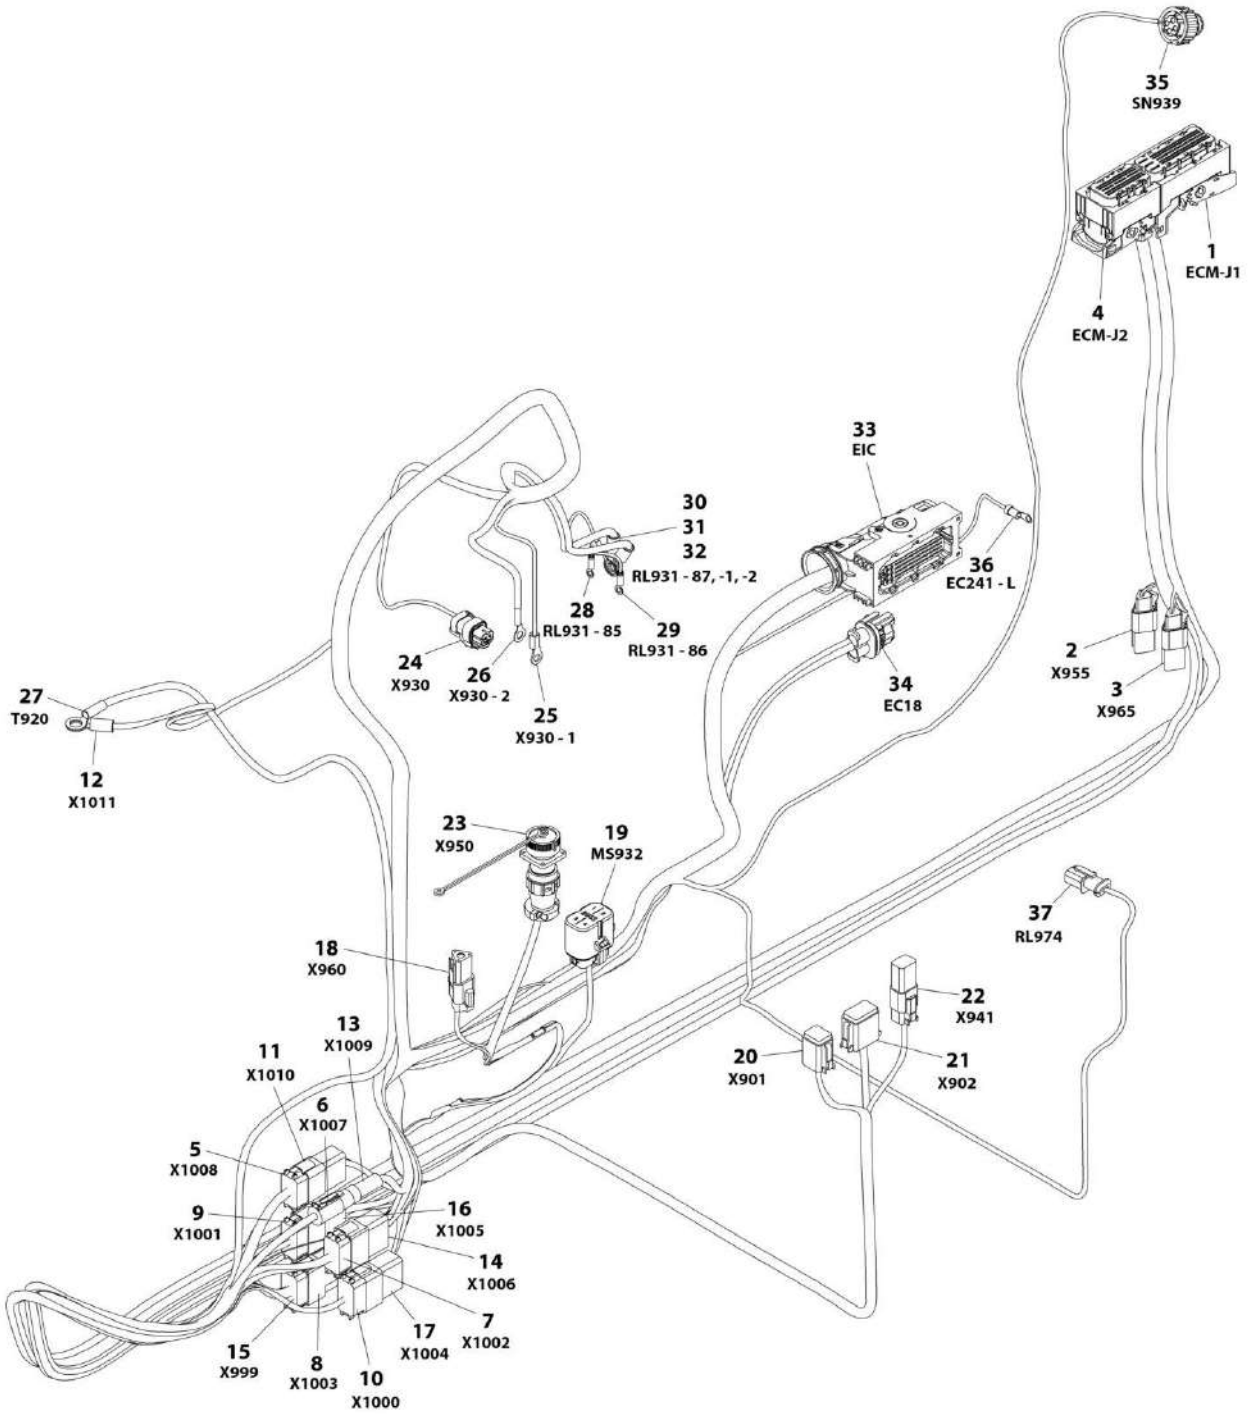 35
SN939
1
ECM-J1
4
ECM-J2
33
EIC
30
31
32
RL931 - 87, -1, -2
36
EC241 - L
28
RL931 - 85
29
RL931 - 86
2
X955
24
X930
26
X930 - 2
34
EC18
3
X965
27
T920
25
X930 - 1
12
X1011
23
X950
19
MS932
37
RL974
18
X960
22
X941
13
X1009
20
X901
21
X902
11
X1010
6
X1007
5
X1008
9
X1001
16
X1005
14
X1006
7
X1002
17
X1004
15
X999
8
X1003
10
X1000